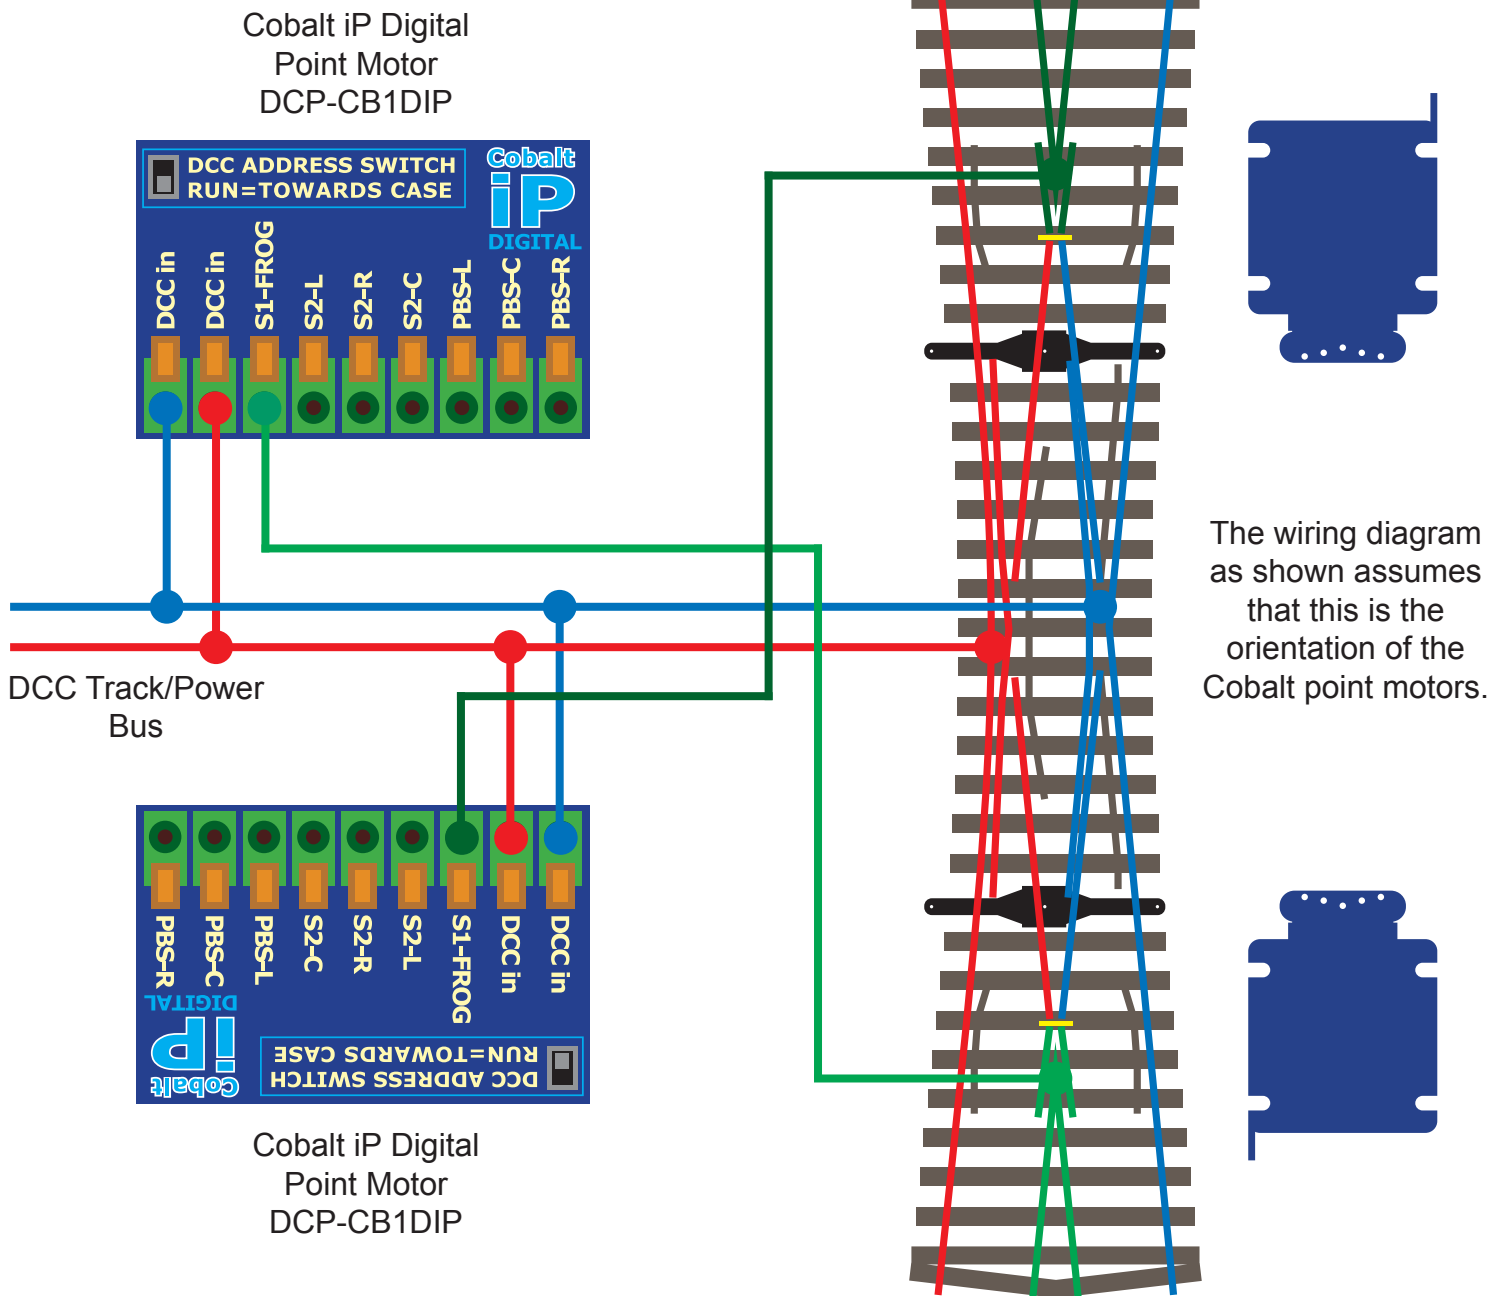 Cobalt iP Digital
Point Motor
DCP-CB1DIP
DCC ADDRESS SWITCH
RUN=TOWARDS CASE
Cobalt
iP
DIGITAL
DCC in
DCC in
S1-FROG
S2-L
S2-R
S2-C
PBS-L
PBS-C
PBS-R
The wiring diagram
as shown assumes
that this is the
orientation of the
Cobalt point motors.
DCC Track/Power
Bus
PBS-R
PBS-C
PBS-L
S2-C
S2-R
S2-L
S1-FROG
DCC in
DCC in
DCC ADDRESS SWITCH
RUN=TOWARDS CASE
Cobalt
iP
DIGITAL
Cobalt iP Digital
Point Motor
DCP-CB1DIP